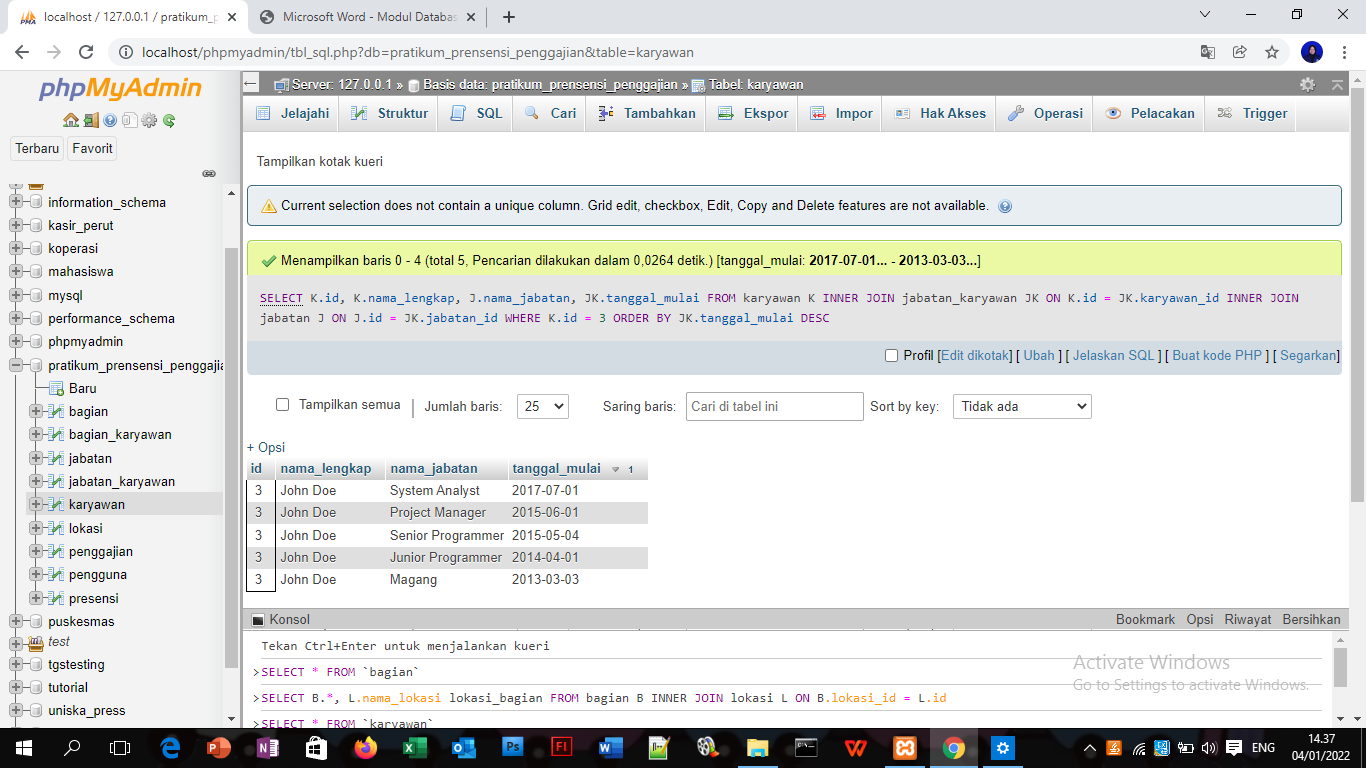 localhost / 127.0.0.1 / pratikum_p
Microsoft Word - Modul Databas
localhost/phpmyadmin/tbl_sql.php?db=pratikum_prensensi_penggajian&table=karyawan
phpMyAdmin
Terbaru Favorit
information_schema
kasir_perut
koperasi
mahasiswa
mysql
performance_schema
phpmyadmin
pratikum_prensensi_penggajia
Baru
bagian
bagian_karyawan
jabatan
jabatan_karyawan
karyawan
lokasi
penggajian
pengguna
presensi
puskesmas
test
tgstesting
tutorial
uniska_press
Server: 127.0.0.1 » Basis data: pratikum_prensensi_penggajian » Tabel: karyawan
Jelajahi Struktur SQL Cari Tambahkan Ekspor Impor Hak Akses Operasi Pelacakan Trigger
Tampilkan kotak kueri
Current selection does not contain a unique column. Grid edit, checkbox, Edit, Copy and Delete features are not available.
Menampilkan baris 0 - 4 (total 5, Pencarian dilakukan dalam 0,0264 detik.) [tanggal_mulai: 2017-07-01... - 2013-03-03...]
SELECT K.id, K.nama_lengkap, J.nama_jabatan, JK.tanggal_mulai FROM karyawan K INNER JOIN jabatan_karyawan JK ON K.id = JK.karyawan_id INNER JOIN
jabatan J ON J.id = JK.jabatan_id WHERE K.id = 3 ORDER BY JK.tanggal_mulai DESC
Profil [Edit dikotak] [ Ubah ] [ Jelaskan SQL ] [ Buat kode PHP ] [ Segarkan]
Tampilkan semua | Jumlah baris: 25 Saring baris: Cari di tabel ini Sort by key: Tidak ada
+ Opsi
id nama_lengkap nama_jabatan tanggal_mulai 1
3 John Doe System Analyst 2017-07-01
3 John Doe Project Manager 2015-06-01
3 John Doe Senior Programmer 2015-05-04
3 John Doe Junior Programmer 2014-04-01
3 John Doe Magang 2013-03-03
Konsol Bookmark Opsi Riwayat Bersihkan
Tekan Ctrl+Enter untuk menjalankan kueri
>SELECT * FROM `bagian`
>SELECT B.*, L.nama_lokasi lokasi_bagian FROM bagian B INNER JOIN lokasi L ON B.lokasi_id = L.id
>SELECT * FROM `karyawan`
Activate Windows
Go to Settings to activate Windows.
ENG
14.37
04/01/2022